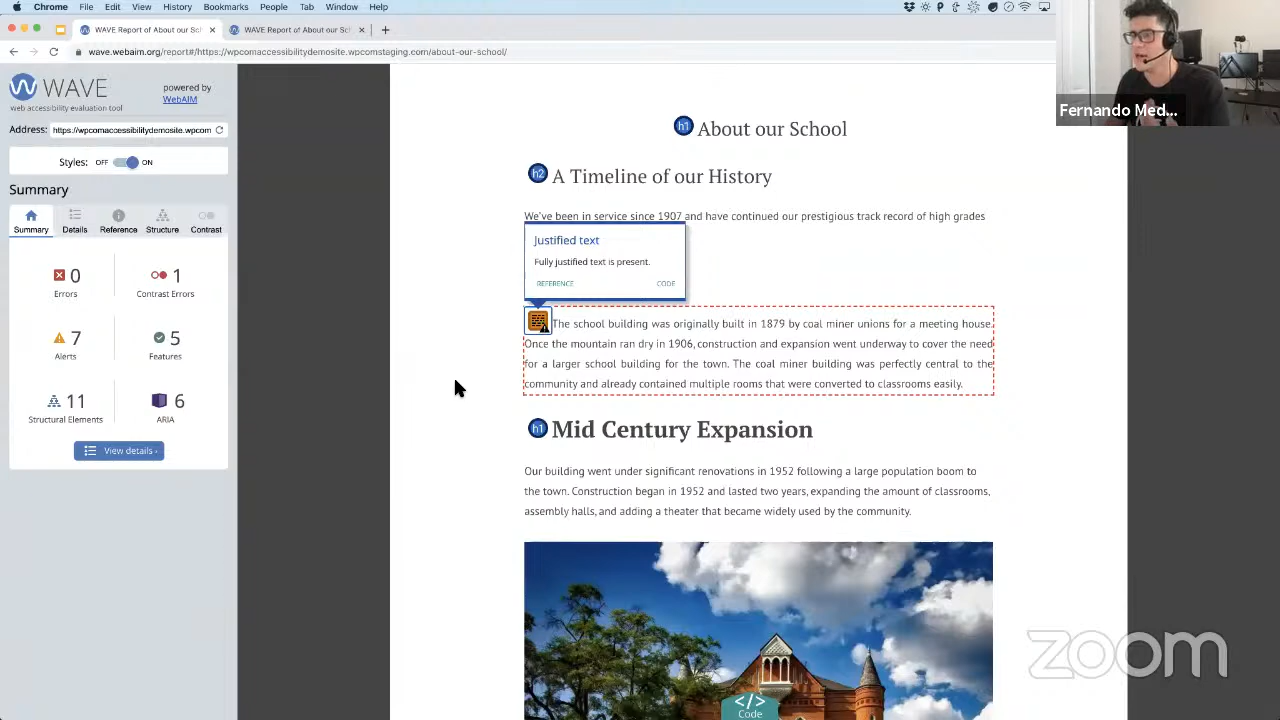 Chrome File Edit View History Bookmarks People Tab Window Help
WAVE Report of About our Sc
WAVE Report of About our Sc
wave.webaim.org/report#/https://wpcomaccessibilitydemosite.wpcomstaging.com/about-our-school/
Fernando Med...
WAVE
web accessibility evaluation tool
powered by
WebAIM
Address: https://wpcomaccessibilitydemosite.wpcom
Styles: OFF ON
Summary
Summary Details Reference Structure Contrast
0 Errors
1 Contrast Errors
7 Alerts
5 Features
11 Structural Elements
6 ARIA
View details
h1 About our School
h2 A Timeline of our History
We've been in service since 1907 and have continued our prestigious track record of high grades
Justified text
Fully justified text is present.
REFERENCE CODE
The school building was originally built in 1879 by coal miner unions for a meeting house.
Once the mountain ran dry in 1906, construction and expansion went underway to cover the need
for a larger school building for the town. The coal miner building was perfectly central to the
community and already contained multiple rooms that were converted to classrooms easily.
h1 Mid Century Expansion
Our building went under significant renovations in 1952 following a large population boom to
the town. Construction began in 1952 and lasted two years, expanding the amount of classrooms,
assembly halls, and adding a theater that became widely used by the community.
</> Code
zoom